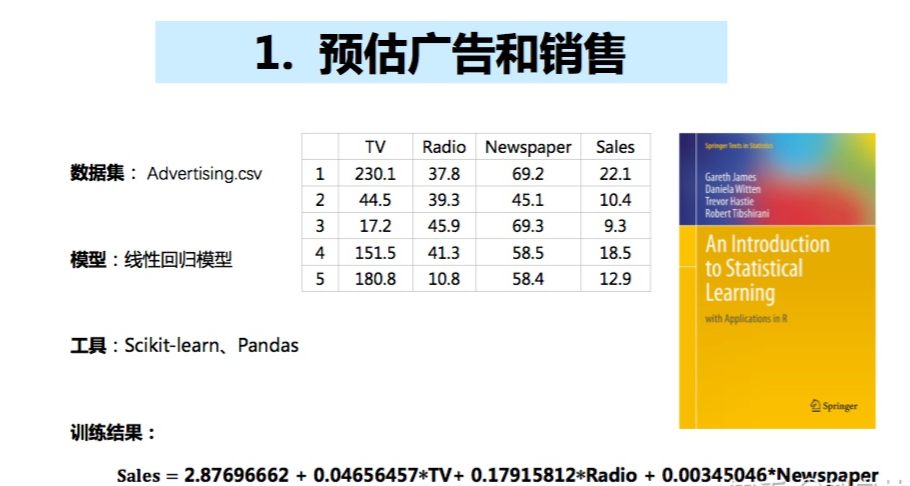 1. 预估广告和销售
数据集： Advertising.csv
TV Radio Newspaper Sales
1 230.1 37.8 69.2 22.1
2 44.5 39.3 45.1 10.4
3 17.2 45.9 69.3 9.3
4 151.5 41.3 58.5 18.5
5 180.8 10.8 58.4 12.9
模型：线性回归模型
工具：Scikit-learn、Pandas
Springer Texts in Statistics
Gareth James
Daniela Witten
Trevor Hastie
Robert Tibshirani
An Introduction
to Statistical
Learning
with Applications in R
Springer
训练结果：
Sales = 2.87696662 + 0.04656457*TV+ 0.17915812*Radio + 0.00345046*Newspaper